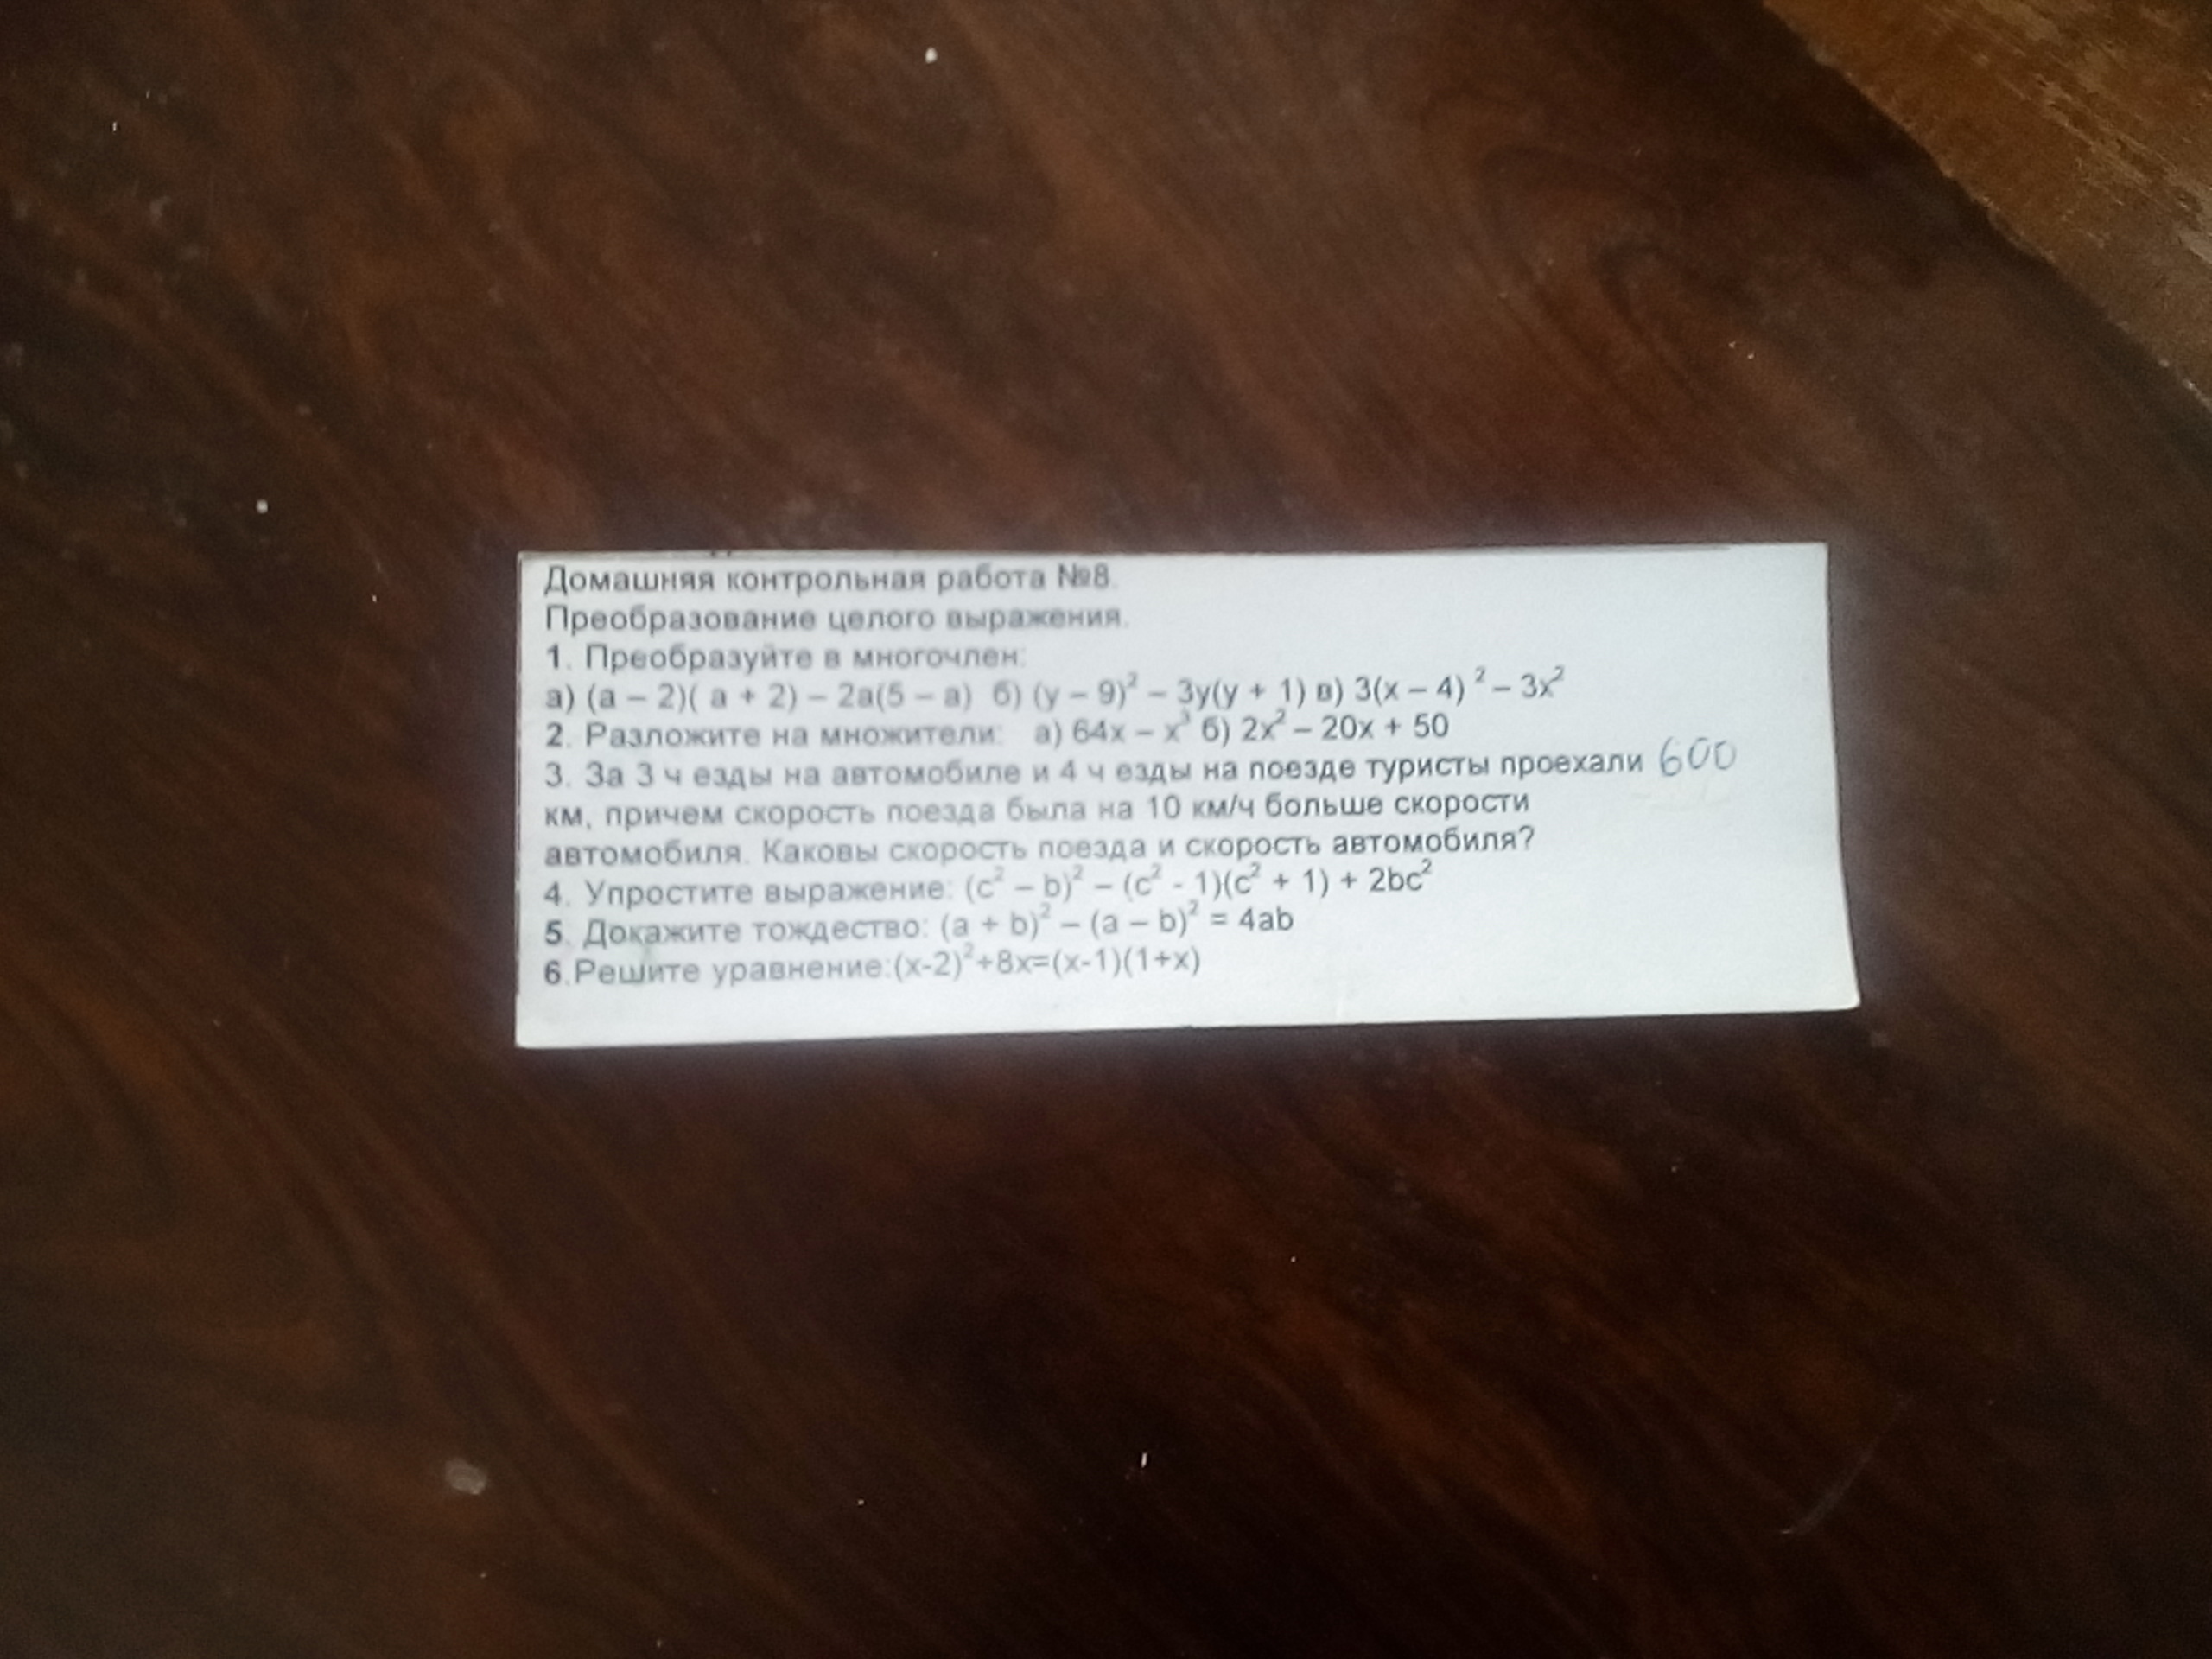 Домашняя контрольная работа №8.
Преобразование целого выражения.
1. Преобразуйте в многочлен:
а) (а – 2)( а + 2) – 2а(5 – а) б) (у – 9)² – 3у(у + 1) в) 3(х – 4) ² – 3х²
2. Разложите на множители: а) 64х – х³ б) 2х² – 20х + 50
3. За 3 ч езды на автомобиле и 4 ч езды на поезде туристы проехали 600
км, причем скорость поезда была на 10 км/ч больше скорости
автомобиля. Каковы скорость поезда и скорость автомобиля?
4. Упростите выражение: (с² – b)² – (с² - 1)(с² + 1) + 2bс²
5. Докажите тождество: (а + b)² – (а – b)² = 4ab
6.Решите уравнение:(х-2)²+8х=(х-1)(1+х)